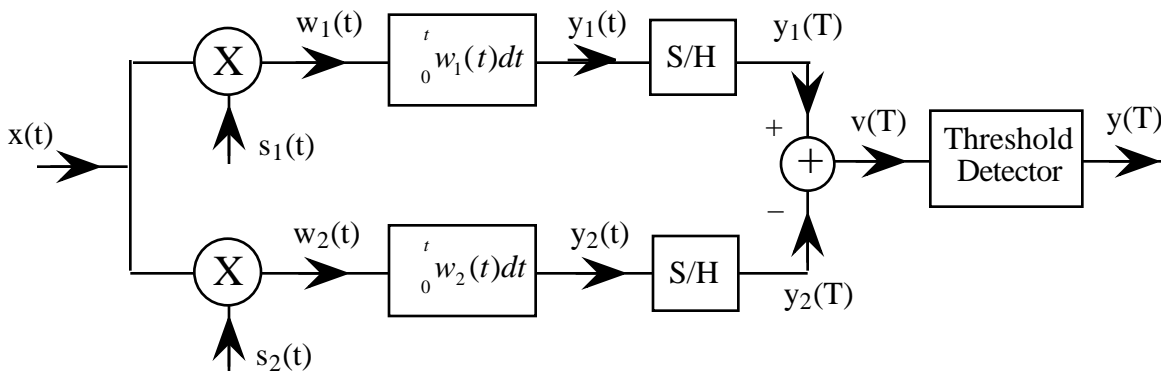 w₁(t)
t
₀ w₁(t)dt
y₁(t)
S/H
y₁(T)
X
x(t)
s₁(t)
+
+
v(T)
Threshold
Detector
y(T)
–
w₂(t)
t
₀ w₂(t)dt
y₂(t)
S/H
y₂(T)
X
s₂(t)